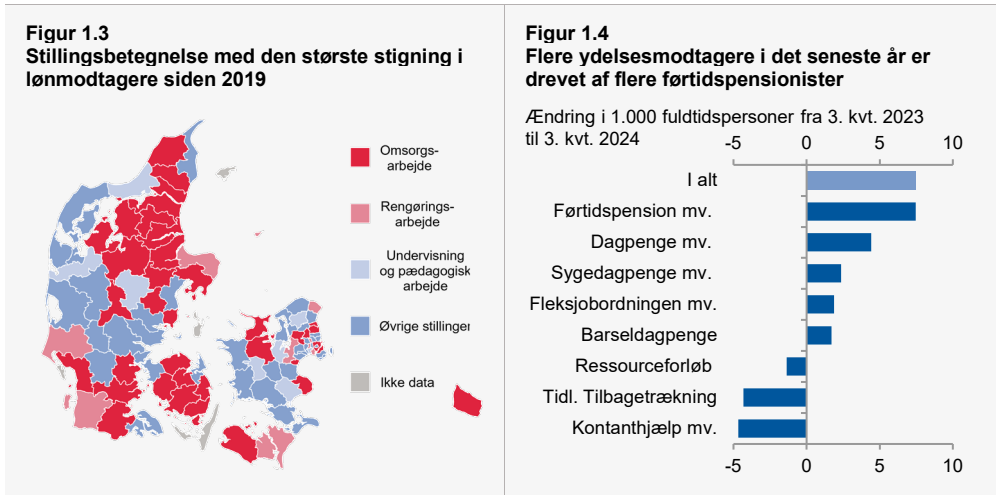 Figur 1.3
Stillingsbetegnelse med den største stigning i
lønmodtagere siden 2019
Omsorgs-
arbejde
Rengørings-
arbejde
Undervisning
og pædagogisk
arbejde
Øvrige stillinger
Ikke data
Figur 1.4
Flere ydelsesmodtagere i det seneste år er
drevet af flere førtidspensionister
Ændring i 1.000 fuldtidspersoner fra 3. kvt. 2023
til 3. kvt. 2024
-5 0 5 10
I alt
Førtidspension mv.
Dagpenge mv.
Sygedagpenge mv.
Fleksjobordningen mv.
Barseldagpenge
Ressourceforløb
Tidl. Tilbagetrækning
Kontanthjælp mv.
-5 0 5 10